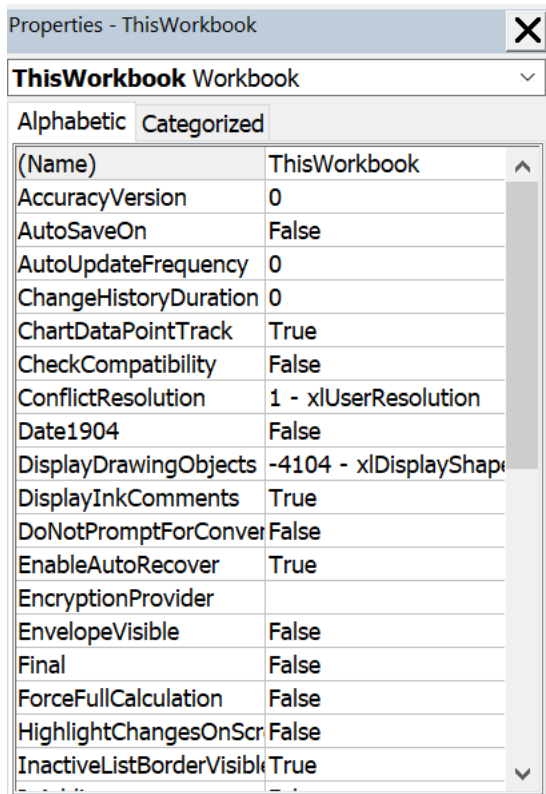 Properties - ThisWorkbook
ThisWorkbook Workbook
Alphabetic Categorized
(Name) ThisWorkbook
AccuracyVersion 0
AutoSaveOn False
AutoUpdateFrequency 0
ChangeHistoryDuration 0
ChartDataPointTrack True
CheckCompatibility False
ConflictResolution 1 - xlUserResolution
Date1904 False
DisplayDrawingObjects -4104 - xlDisplayShape
DisplayInkComments True
DoNotPromptForConver False
EnableAutoRecover True
EncryptionProvider
EnvelopeVisible False
Final False
ForceFullCalculation False
HighlightChangesOnScr False
InactiveListBorderVisibl True